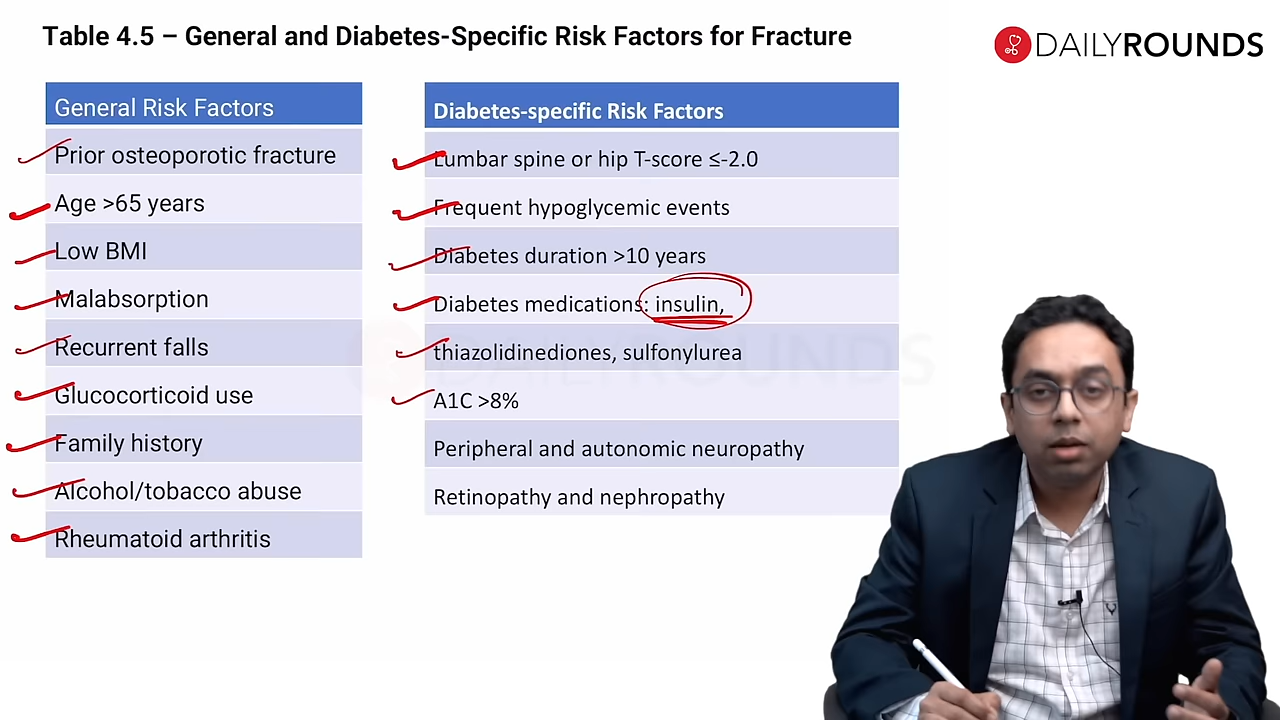 Table 4.5 – General and Diabetes-Specific Risk Factors for Fracture
DAILYROUNDS
General Risk Factors
Prior osteoporotic fracture
Age >65 years
Low BMI
Malabsorption
Recurrent falls
Glucocorticoid use
Family history
Alcohol/tobacco abuse
Rheumatoid arthritis
Diabetes-specific Risk Factors
Lumbar spine or hip T-score ≤-2.0
Frequent hypoglycemic events
Diabetes duration >10 years
Diabetes medications: insulin,
thiazolidinediones, sulfonylurea
A1C >8%
Peripheral and autonomic neuropathy
Retinopathy and nephropathy
DAILYROUNDS